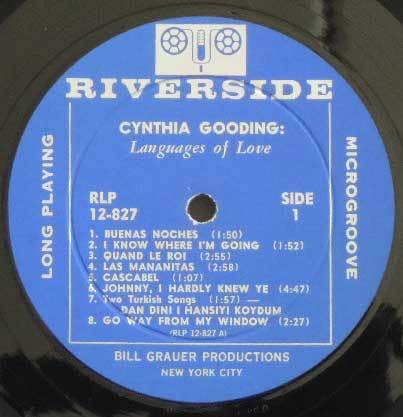 RIVERSIDE
CYNTHIA GOODING:
Languages of Love
LONG PLAYING
MICROGROOVE
RLP
12-827
SIDE
1
1. BUENAS NOCHES (1:50)
2. I KNOW WHERE I'M GOING (1:52)
3. QUAND LE ROI (2:55)
4. LAS MANANITAS (2:58)
5. CASCABEL (1:07)
6. JOHNNY, I HARDLY KNEW YE (4:47)
7. Two Turkish Songs (1:57) —
DAN DINI I HANSIYI KOYDUM
8. GO WAY FROM MY WINDOW (2:27)
(RLP 12-827 A)
BILL GRAUER PRODUCTIONS
NEW YORK CITY